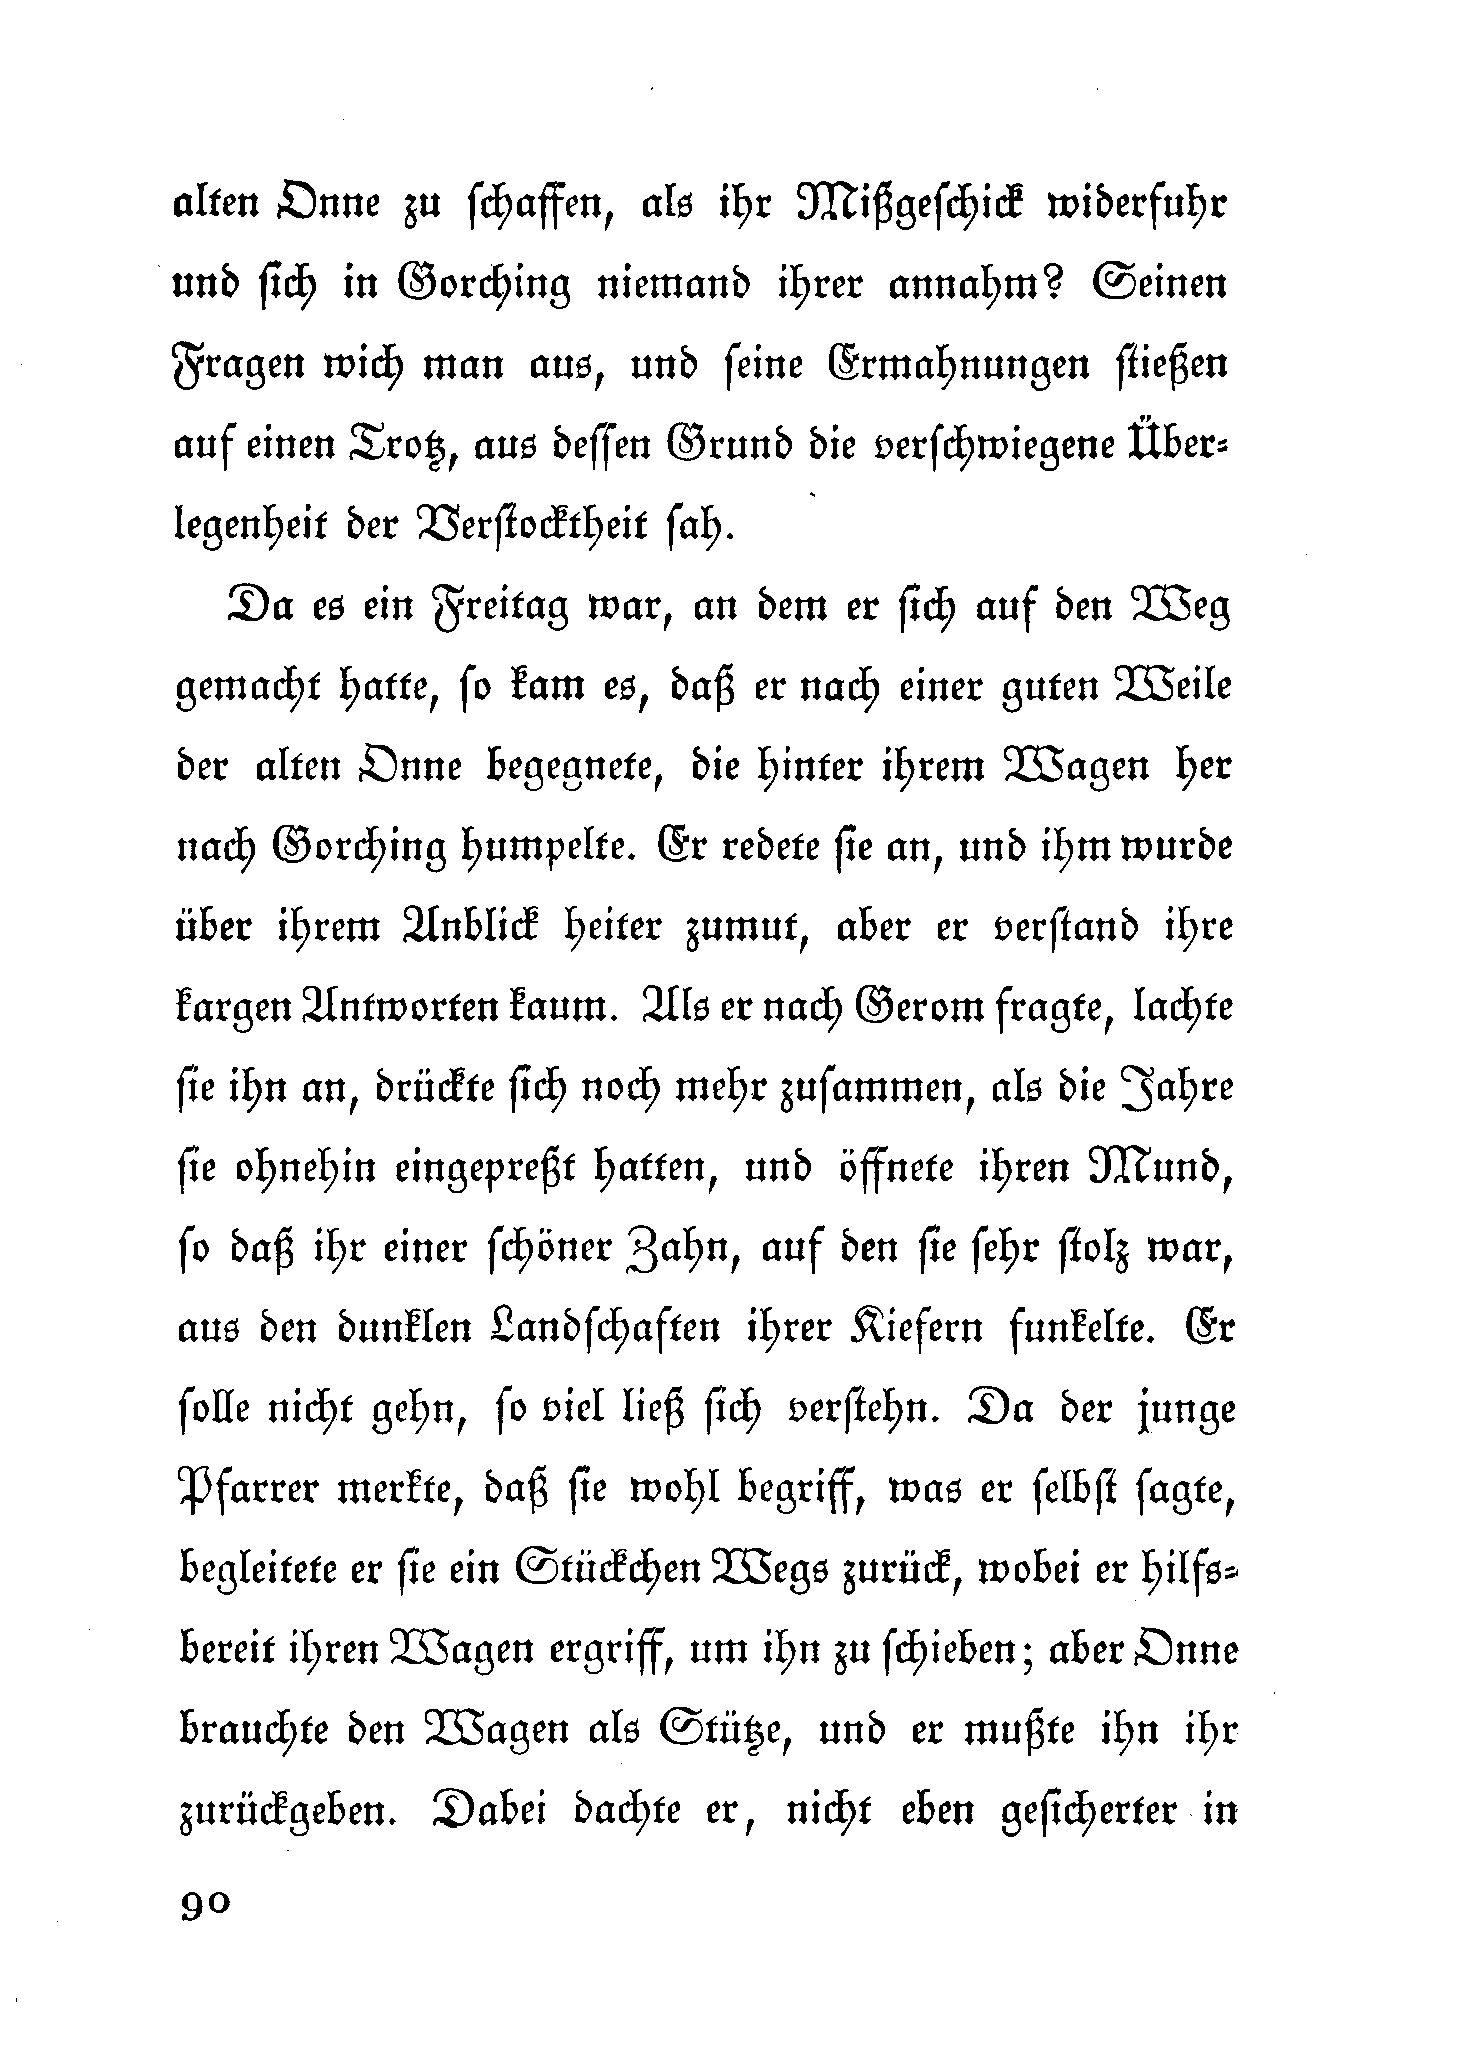 alten Onne zu schaffen, als ihr Mißgeschick widerfuhr
und sich in Gorching niemand ihrer annahm? Seinen
Fragen wich man aus, und seine Ermahnungen stießen
auf einen Trotz, aus dessen Grund die verschwiegene Über-
legenheit der Verstocktheit sah.
Da es ein Freitag war, an dem er sich auf den Weg
gemacht hatte, so kam es, daß er nach einer guten Weile
der alten Onne begegnete, die hinter ihrem Wagen her
nach Gorching humpelte. Er redete sie an, und ihm wurde
über ihrem Anblick heiter zumut, aber er verstand ihre
kargen Antworten kaum. Als er nach Gerom fragte, lachte
sie ihn an, drückte sich noch mehr zusammen, als die Jahre
sie ohnehin eingepreßt hatten, und öffnete ihren Mund,
so daß ihr einer schöner Zahn, auf den sie sehr stolz war,
aus den dunklen Landschaften ihrer Kiefern funkelte. Er
solle nicht gehn, so viel ließ sich verstehn. Da der junge
Pfarrer merkte, daß sie wohl begriff, was er selbst sagte,
begleitete er sie ein Stückchen Wegs zurück, wobei er hilfs-
bereit ihren Wagen ergriff, um ihn zu schieben; aber Onne
brauchte den Wagen als Stütze, und er mußte ihn ihr
zurückgeben. Dabei dachte er, nicht eben gesicherter in
90